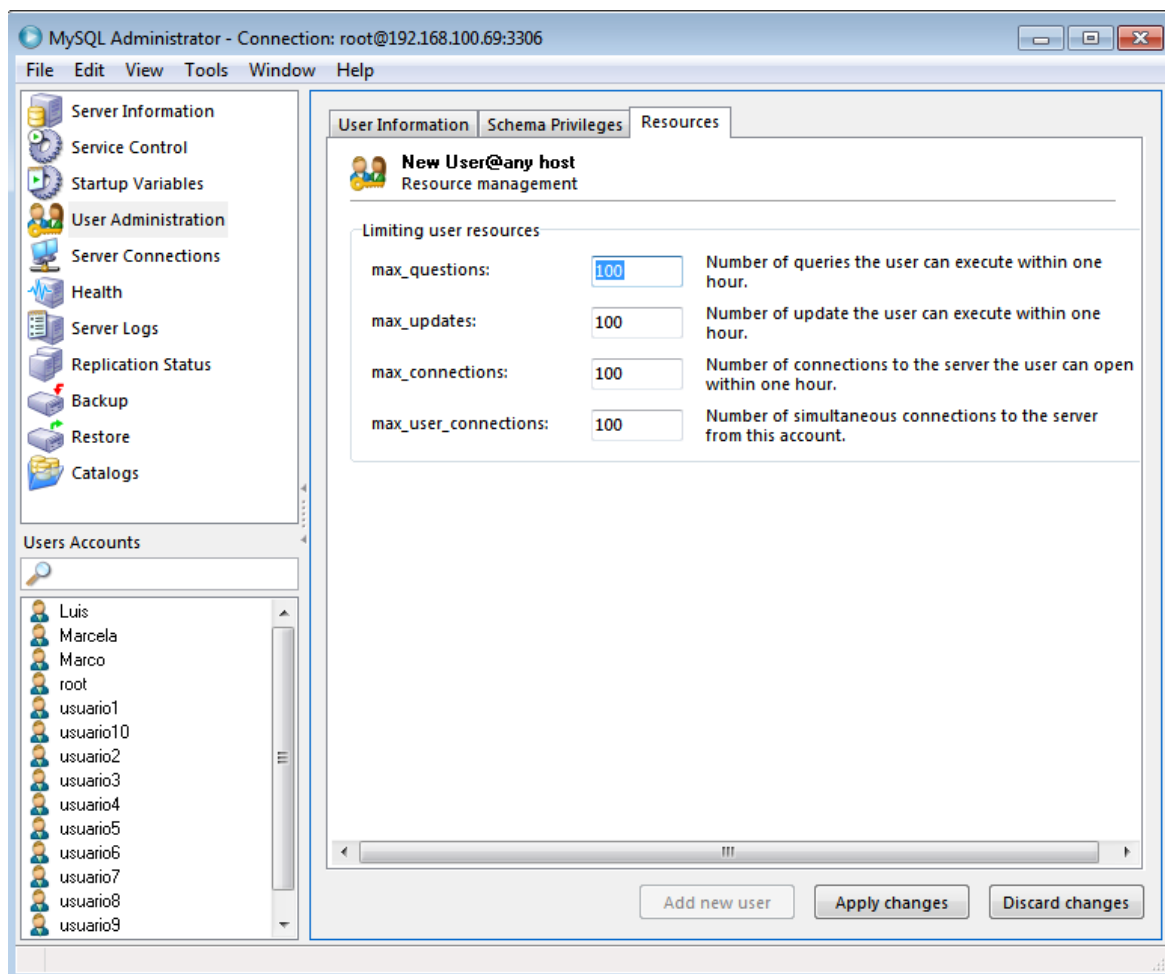 MySQL Administrator - Connection: root@192.168.100.69:3306
File Edit View Tools Window Help
Server Information
Service Control
Startup Variables
User Administration
Server Connections
Health
Server Logs
Replication Status
Backup
Restore
Catalogs
Users Accounts
Luis
Marcela
Marco
root
usuario1
usuario10
usuario2
usuario3
usuario4
usuario5
usuario6
usuario7
usuario8
usuario9
User Information Schema Privileges Resources
New User@any host
Resource management
Limiting user resources
max_questions: 100 Number of queries the user can execute within one
hour.
max_updates: 100 Number of update the user can execute within one
hour.
max_connections: 100 Number of connections to the server the user can open
within one hour.
max_user_connections: 100 Number of simultaneous connections to the server
from this account.
Add new user Apply changes Discard changes